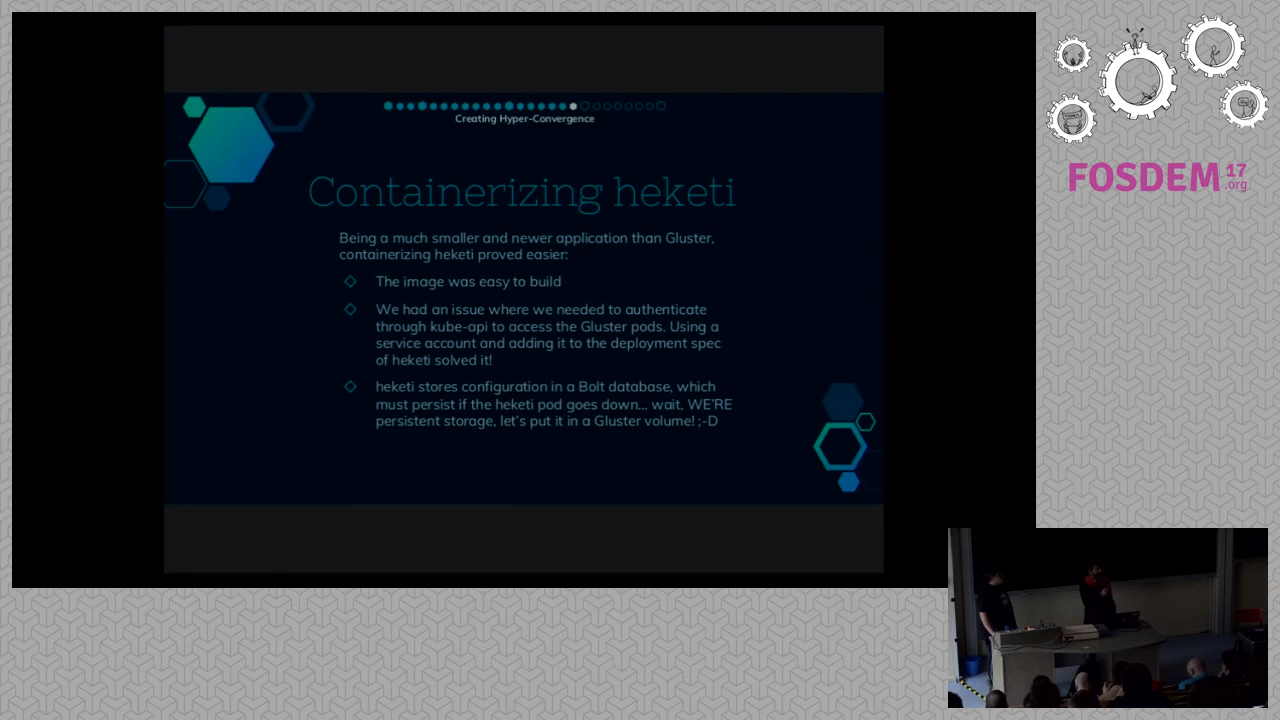 Creating Hyper-Convergence
Containerizing heketi
Being a much smaller and newer application than Gluster,
containerizing heketi proved easier:
The image was easy to build
We had an issue where we needed to authenticate
through kube-api to access the Gluster pods. Using a
service account and adding it to the deployment spec
of heketi solved it!
heketi stores configuration in a Bolt database, which
must persist if the heketi pod goes down... wait, WE'RE
persistent storage, let's put it in a Gluster volume! ;-D
FOSDEM 17
.org